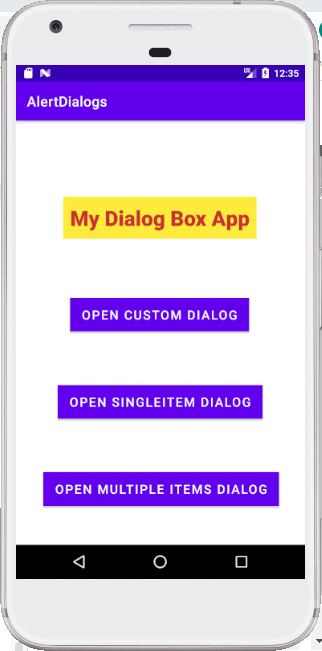 12:35
AlertDialogs
My Dialog Box App
OPEN CUSTOM DIALOG
OPEN SINGLEITEM DIALOG
OPEN MULTIPLE ITEMS DIALOG